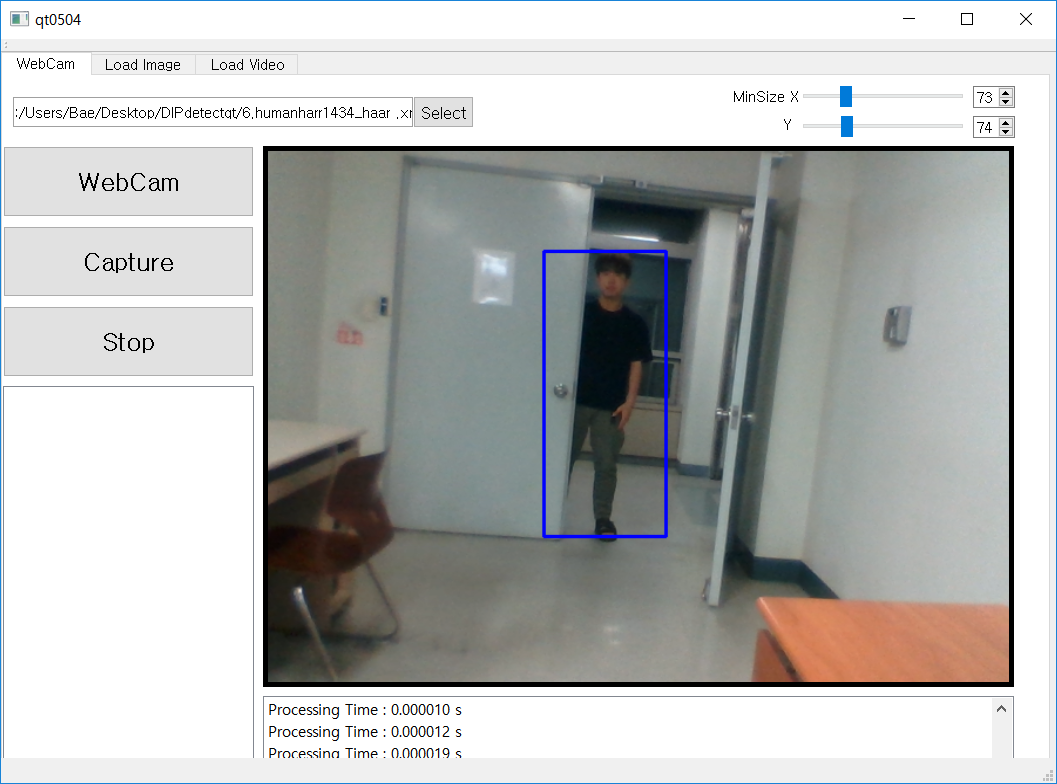 qt0504
WebCam Load Image Load Video
:/Users/Bae/Desktop/DIPdetectqt/6.humanharr1434_haar .xr Select
MinSize X 73
Y 74
WebCam
Capture
Stop
Processing Time : 0.000010 s
Processing Time : 0.000012 s
Processing Time : 0.000019 s